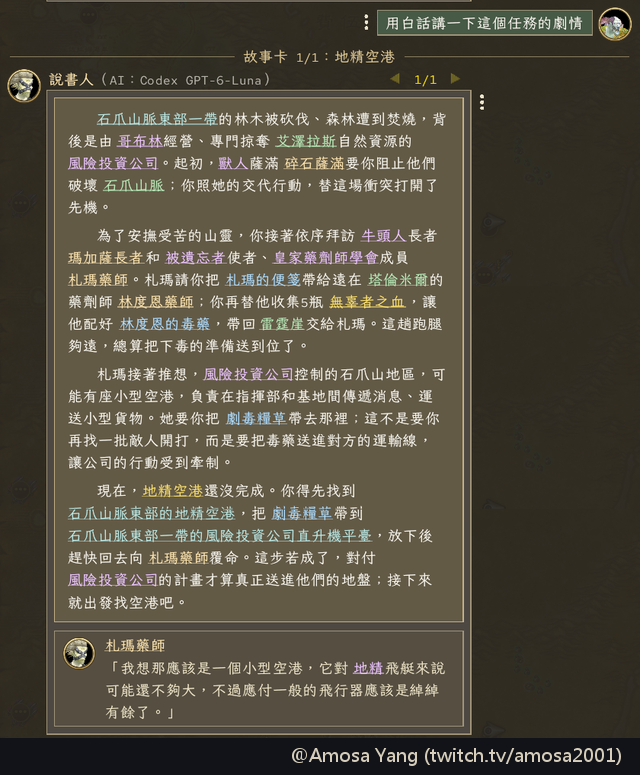 用白話講一下這個任務的劇情
故事卡 1/1：地精空港
說書人（AI：Codex GPT-6-Luna）
1/1
石爪山脈東部一帶的林木被砍伐、森林遭到焚燒，背
後是由 哥布林經營、專門掠奪 艾澤拉斯自然資源的
風險投資公司。起初，獸人薩滿 碎石薩滿要你阻止他們
破壞 石爪山脈；你照她的交代行動，替這場衝突打開了
先機。
為了安撫受苦的山靈，你接著依序拜訪 牛頭人長者
瑪加薩長者和 被遺忘者使者、皇家藥劑師學會成員
札瑪藥師。札瑪請你把 札瑪的便箋帶給遠在 塔倫米爾的
藥劑師 林度恩藥師；你再替他收集5瓶 無辜者之血，讓
他配好 林度恩的毒藥，帶回 雷霆崖交給札瑪。這趟跑腿
夠遠，總算把下毒的準備送到位了。
札瑪接著推想，風險投資公司控制的石爪山地區，可
能有座小型空港，負責在指揮部和基地間傳遞消息、運
送小型貨物。她要你把 劇毒糧草帶去那裡；這不是要你
再找一批敵人開打，而是要把毒藥送進對方的運輸線，
讓公司的行動受到牽制。
現在，地精空港還沒完成。你得先找到
石爪山脈東部的地精空港，把 劇毒糧草帶到
石爪山脈東部一帶的風險投資公司直升機平臺，放下後
趕快回去向 札瑪藥師覆命。這步若成了，對付
風險投資公司的計畫才算真正送進他們的地盤；接下來
就出發找空港吧。
札瑪藥師
「我想那應該是一個小型空港，它對 地精飛艇來說
可能還不夠大，不過應付一般的飛行器應該是綽綽
有餘了。」
@Amosa Yang (twitch.tv/amosa2001)